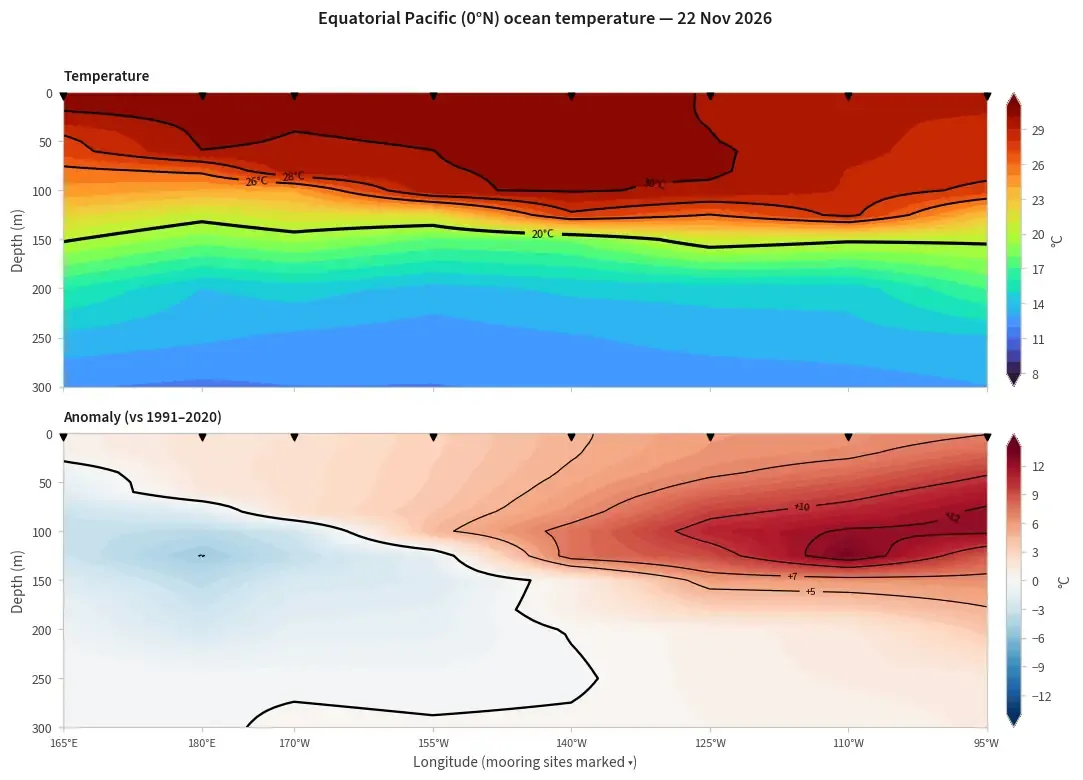 Equatorial Pacific (0°N) ocean temperature — 22 Nov 2026
Temperature
0
50
100
150
200
250
300
Depth (m)
26°C
28°C
30°C
20°C
29
26
23
20
17
14
11
8
°C
Anomaly (vs 1991–2020)
0
50
100
150
200
250
300
Depth (m)
+10
+12
+7
+5
12
9
6
3
0
−3
−6
−9
−12
°C
165°E
180°E
170°W
155°W
140°W
125°W
110°W
95°W
Longitude (mooring sites marked ▾)